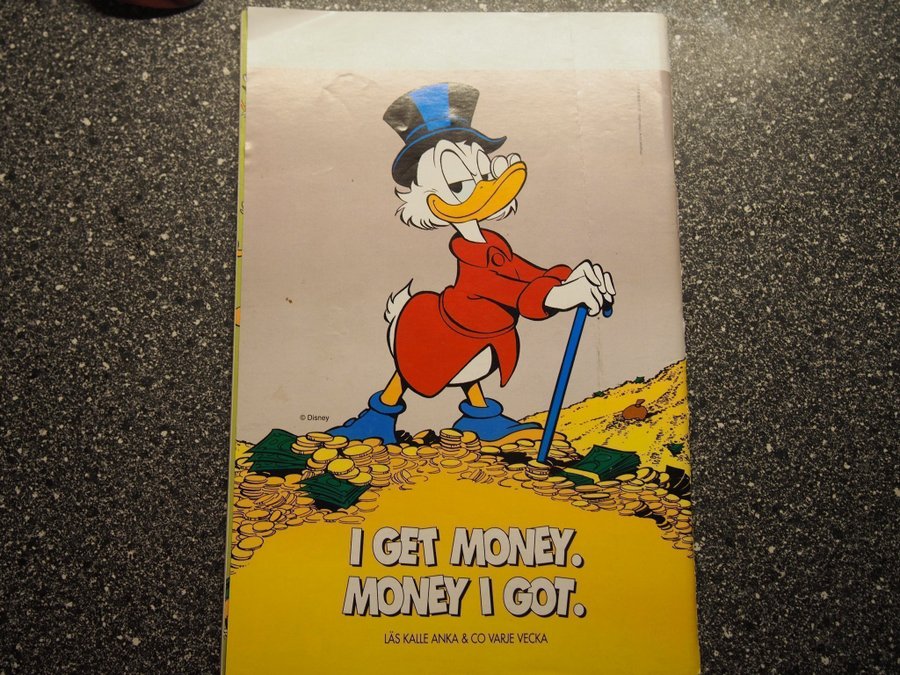 © Disney
I GET MONEY.
MONEY I GOT.
LÄS KALLE ANKA & CO VARJE VECKA